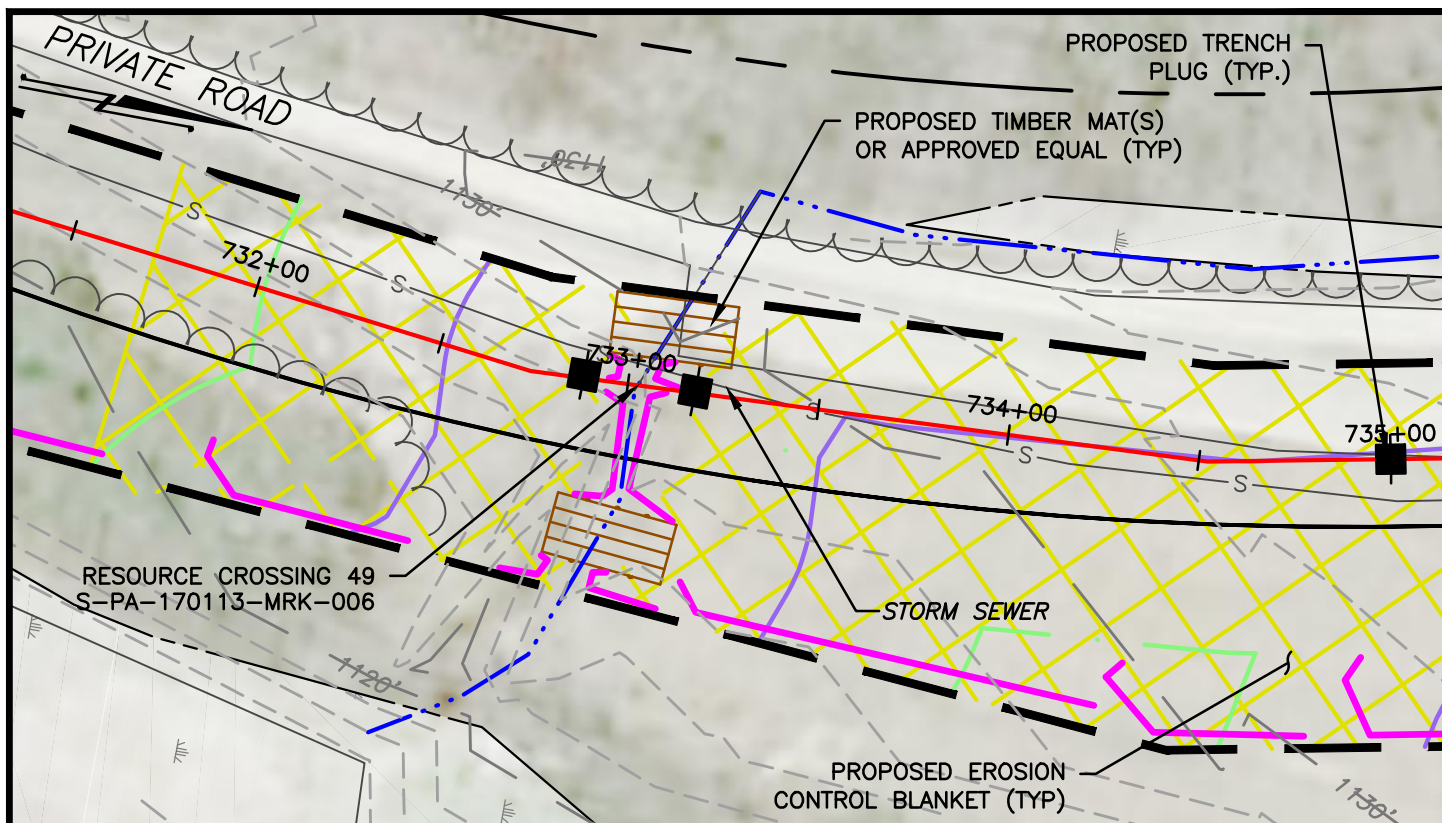 PROPOSED TRENCH
PLUG (TYP.)
PRIVATE ROAD
PROPOSED TIMBER MAT(S)
OR APPROVED EQUAL (TYP)
1130'
1130'
S
732+00
S
S
733+00
734+00
S
735+00
S
S
RESOURCE CROSSING 49
S-PA-170113-MRK-006
STORM SEWER
1120'
PROPOSED EROSION
CONTROL BLANKET (TYP)
1130'